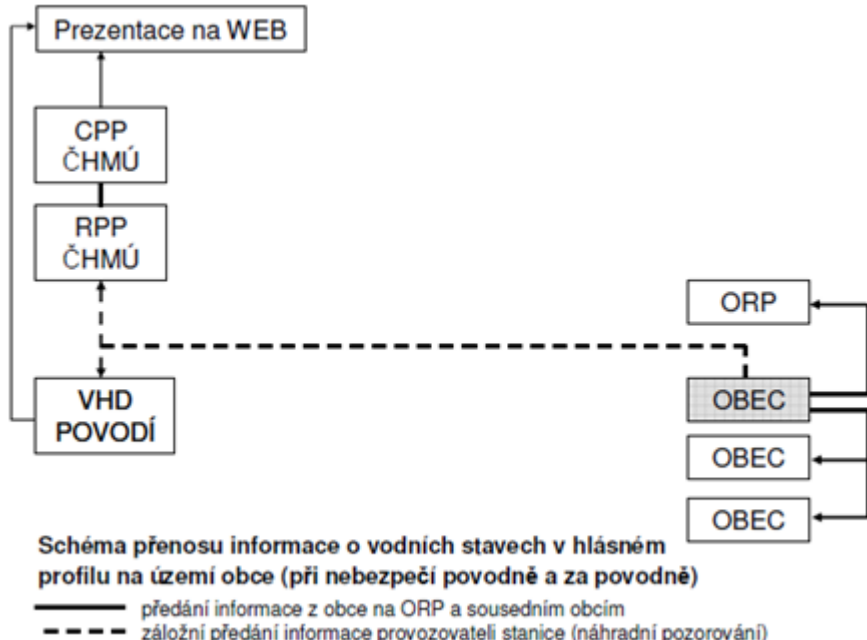 Prezentace na WEB
CPP
ČHMÚ
RPP
ČHMÚ
ORP
VHD
POVODÍ
OBEC
OBEC
OBEC
Schéma přenosu informace o vodních stavech v hlásném
profilu na území obce (při nebezpečí povodně a za povodně)
předání informace z obce na ORP a sousedním obcím
záložní předání informace provozovateli stanice (náhradní pozorování)